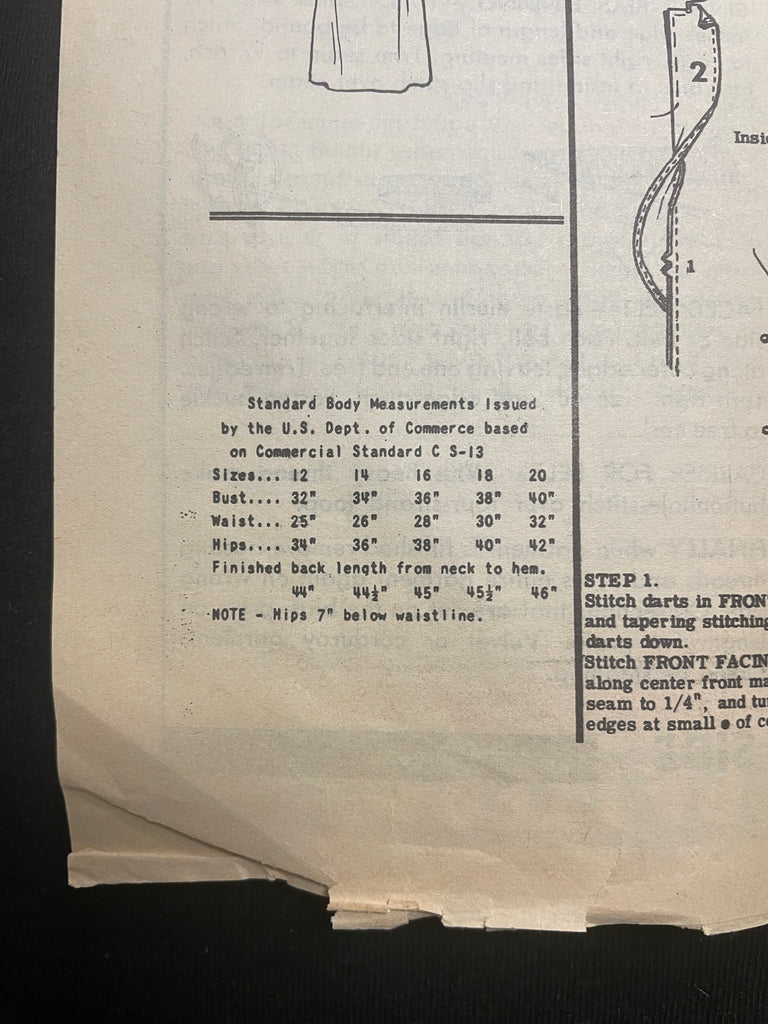 2
Insi
1
Standard Body Measurements Issued
by the U.S. Dept. of Commerce based
on Commercial Standard C S-13
Sizes... 12 14 16 18 20
Bust.... 32" 34" 36" 38" 40"
Waist... 25" 26" 28" 30" 32"
Hips.... 34" 36" 38" 40" 42"
Finished back length from neck to hem.
44" 44½" 45" 45½" 46"
NOTE - Hips 7" below waistline.
STEP 1.
Stitch darts in FRON
and tapering stitching
darts down.
Stitch FRONT FACIN
along center front ma
seam to 1/4", and tu
edges at small ● of c